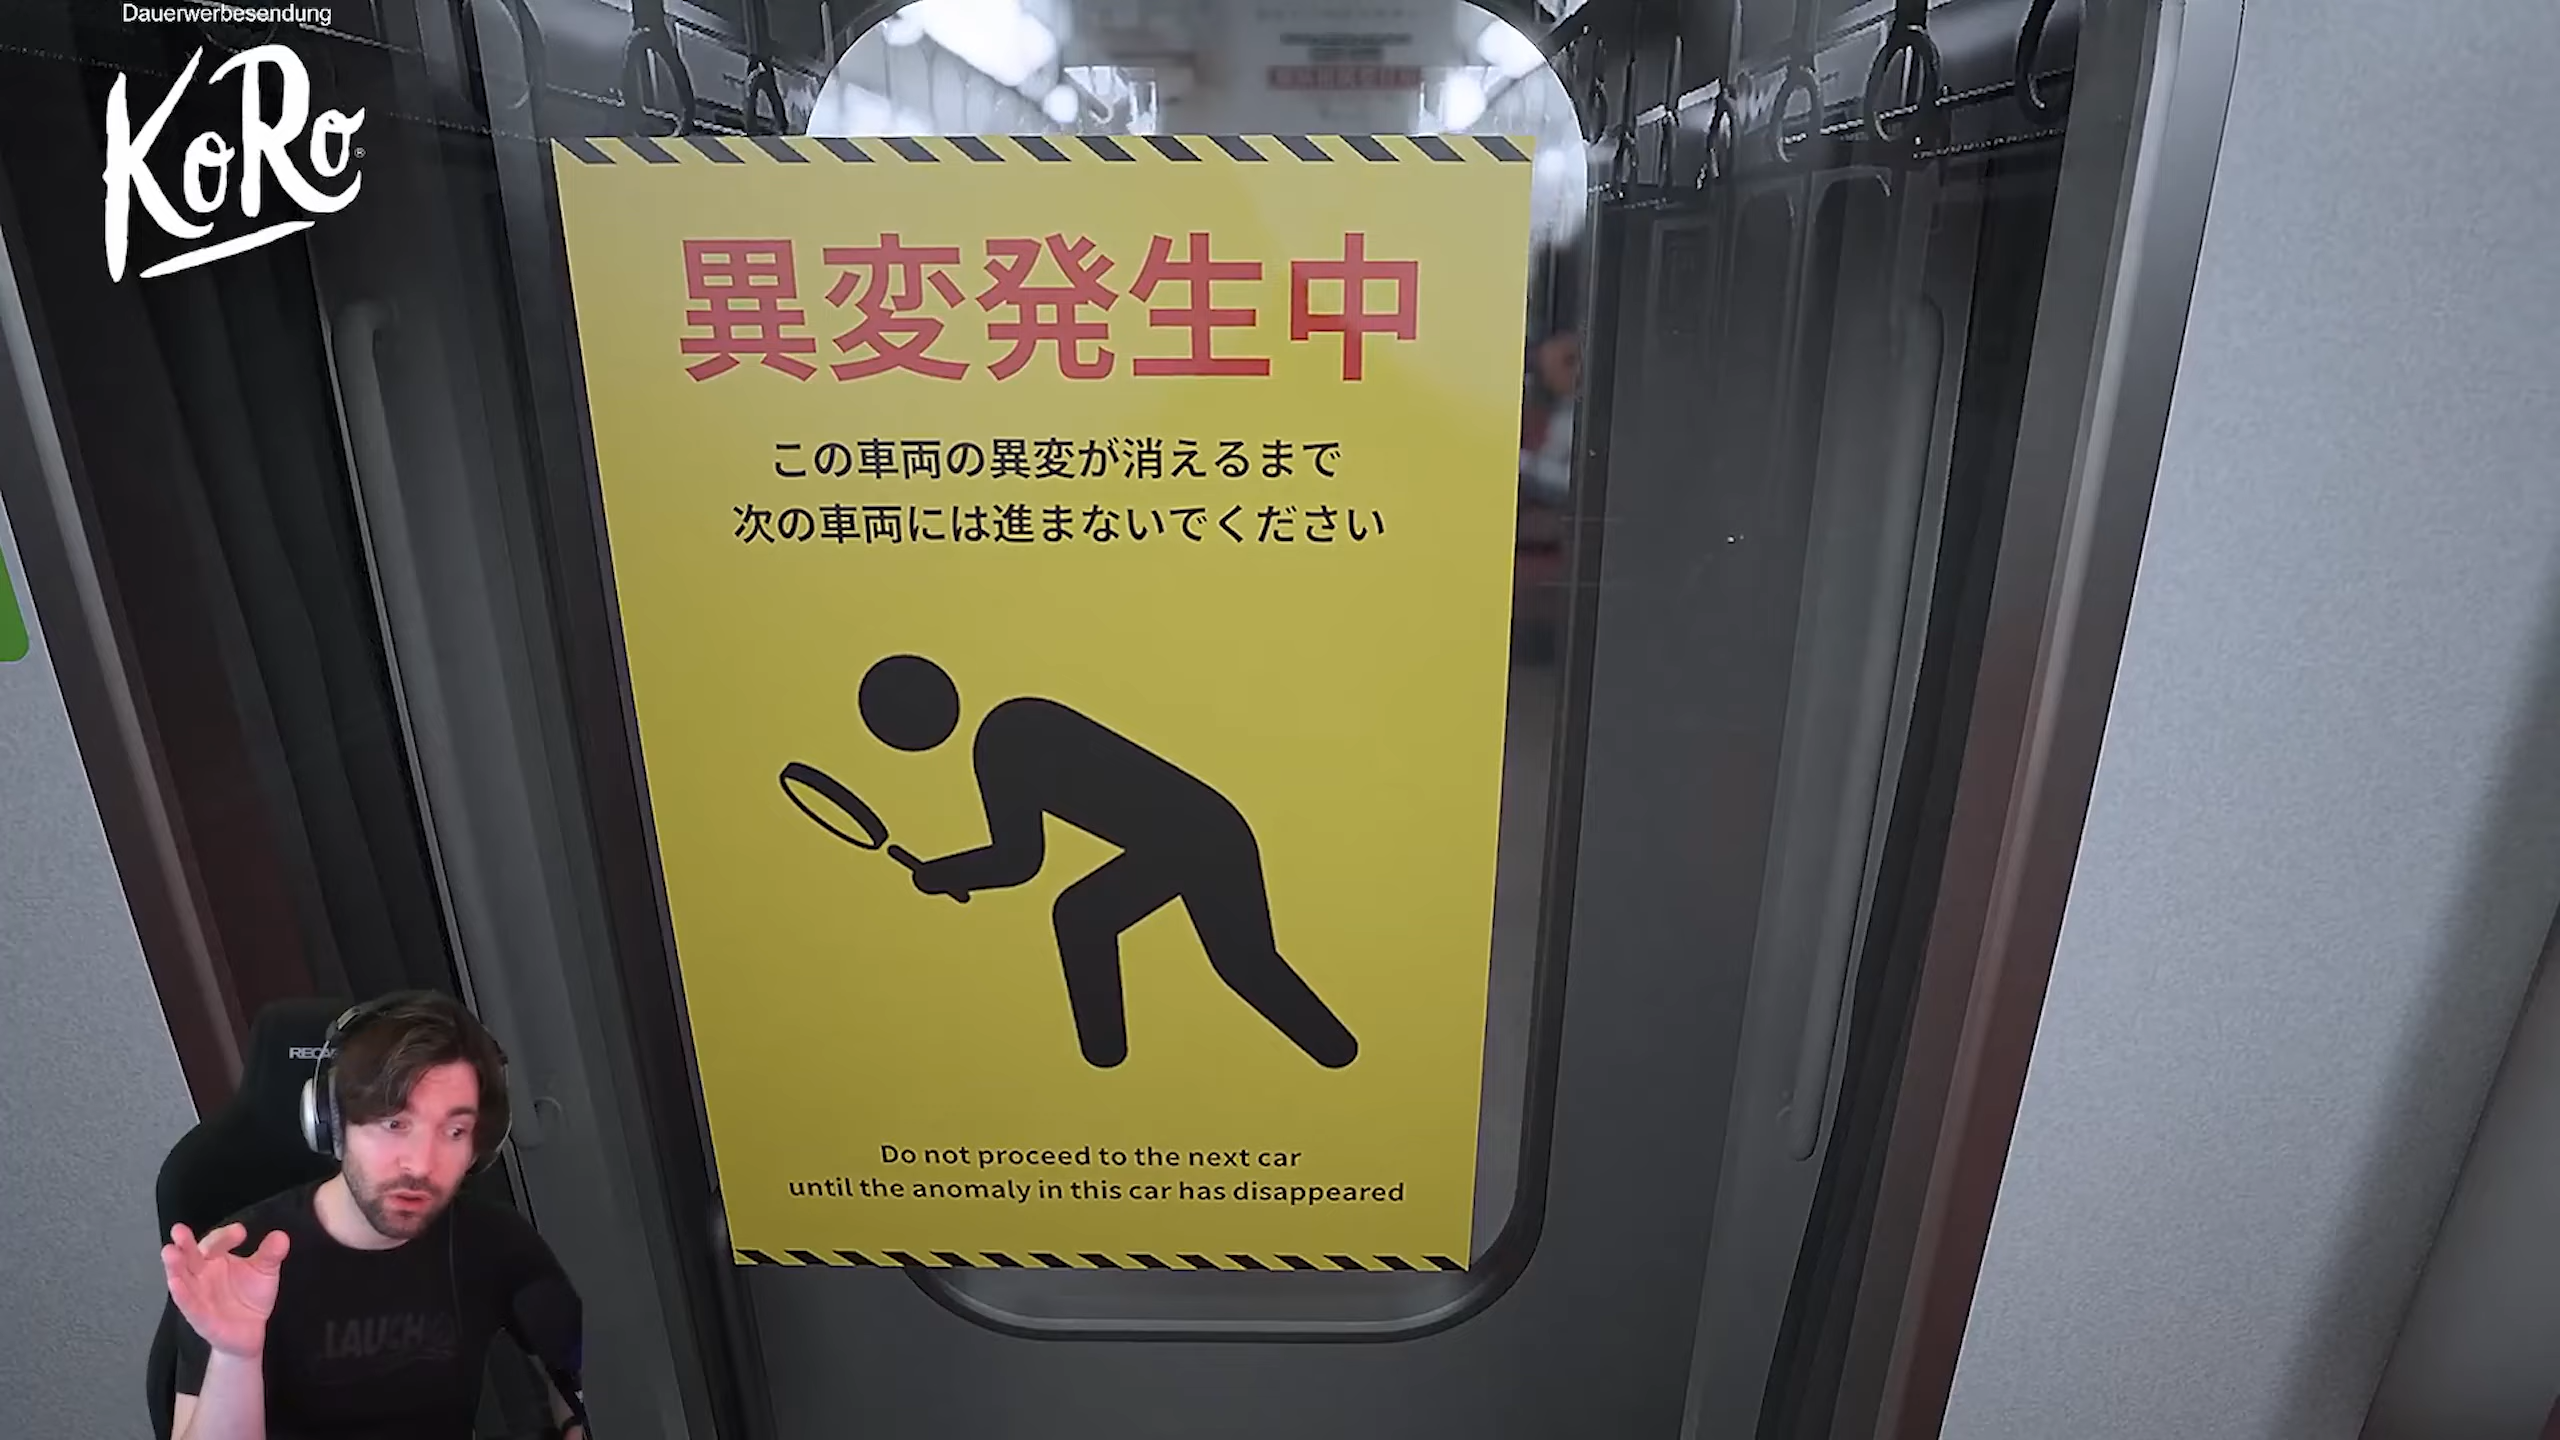 Dauerwerbesendung
KoRo®
異変発生中
この車両の異変が消えるまで
次の車両には進まないでください
Do not proceed to the next car
until the anomaly in this car has disappeared